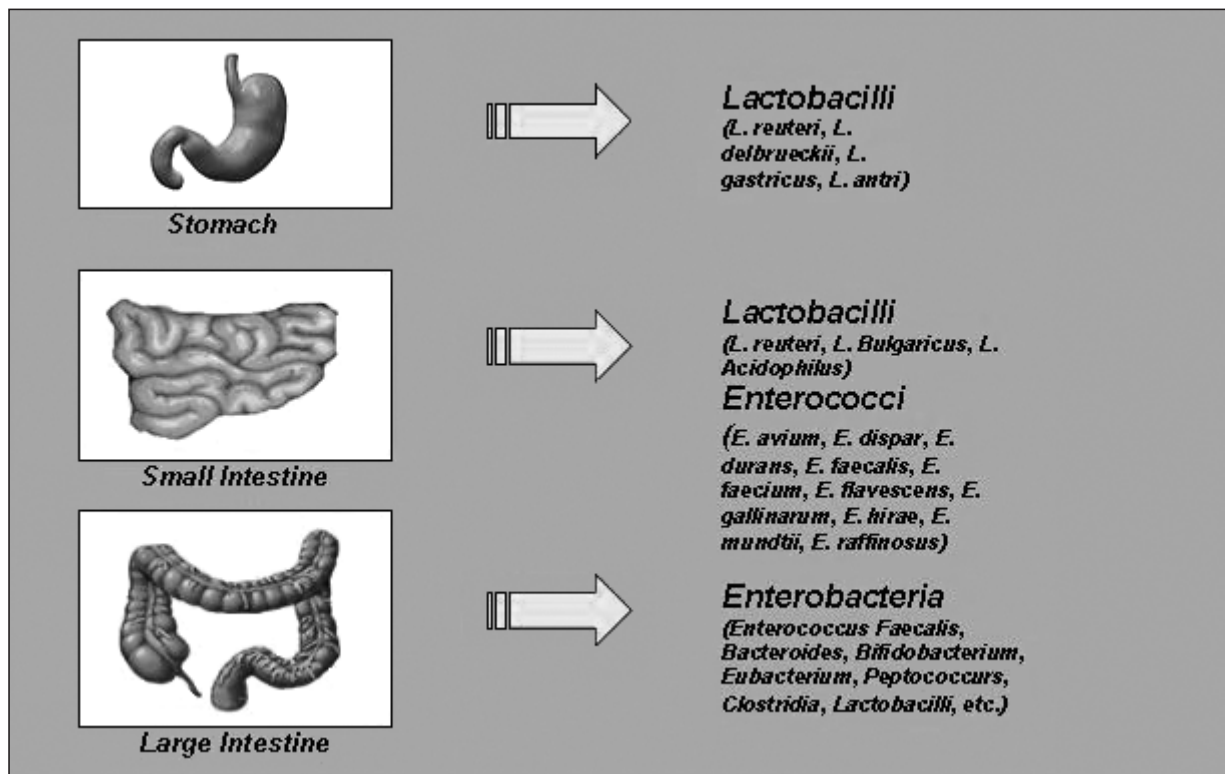 Stomach
Lactobacilli
(L. reuteri, L.
delbrueckii, L.
gastricus, L. antri)
Small Intestine
Lactobacilli
(L. reuteri, L. Bulgaricus, L.
Acidophilus)
Enterococci
(E. avium, E. dispar, E.
durans, E. faecalis, E.
faecium, E. flavescens, E.
gallinarum, E. hirae, E.
mundtii, E. raffinosus)
Large Intestine
Enterobacteria
(Enterococcus Faecalis,
Bacteroides, Bifidobacterium,
Eubacterium, Peptococcurs,
Clostridia, Lactobacilli, etc.)